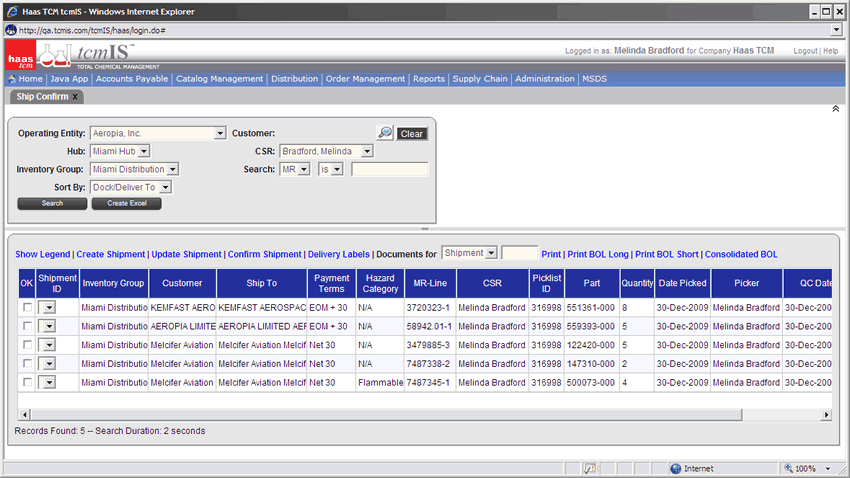 Haas TCM tcmIS - Windows Internet Explorer
http://qa.tcmis.com/tcmIS/haas/login.do#
haas tcm tcmIS™ TOTAL CHEMICAL MANAGEMENT
Logged in as: Melinda Bradford for Company Haas TCM Logout | Help
Home | Java App | Accounts Payable | Catalog Management | Distribution | Order Management | Reports | Supply Chain | Administration | MSDS
Ship Confirm X
Operating Entity: Aeropia, Inc. Customer: Clear
Hub: Miami Hub CSR: Bradford, Melinda
Inventory Group: Miami Distribution Search: MR is
Sort By: Dock/Deliver To
Search Create Excel
Show Legend | Create Shipment | Update Shipment | Confirm Shipment | Delivery Labels | Documents for Shipment Print | Print BOL Long | Print BOL Short | Consolidated BOL
OK Shipment ID Inventory Group Customer Ship To Payment Terms Hazard Category MR-Line CSR Picklist ID Part Quantity Date Picked Picker QC Date
Miami Distributio KEMFAST AERO KEMFAST AEROSPAC EOM + 30 N/A 3720323-1 Melinda Bradford 316998 551361-000 8 30-Dec-2009 Melinda Bradford 30-Dec-200
Miami Distributio AEROPIA LIMITE AEROPIA LIMITED AEF EOM + 30 N/A 58942.01-1 Melinda Bradford 316998 559393-000 5 30-Dec-2009 Melinda Bradford 30-Dec-200
Miami Distributio Melcifer Aviation Melcifer Aviation Melcif Net 30 N/A 3479885-3 Melinda Bradford 316998 122420-000 5 30-Dec-2009 Melinda Bradford 30-Dec-200
Miami Distributio Melcifer Aviation Melcifer Aviation Melcif Net 30 N/A 7487338-2 Melinda Bradford 316998 147310-000 2 30-Dec-2009 Melinda Bradford 30-Dec-200
Miami Distributio Melcifer Aviation Melcifer Aviation Melcif Net 30 Flammable 7487345-1 Melinda Bradford 316998 500073-000 4 30-Dec-2009 Melinda Bradford 30-Dec-200
Records Found: 5 -- Search Duration: 2 seconds
Internet 100%